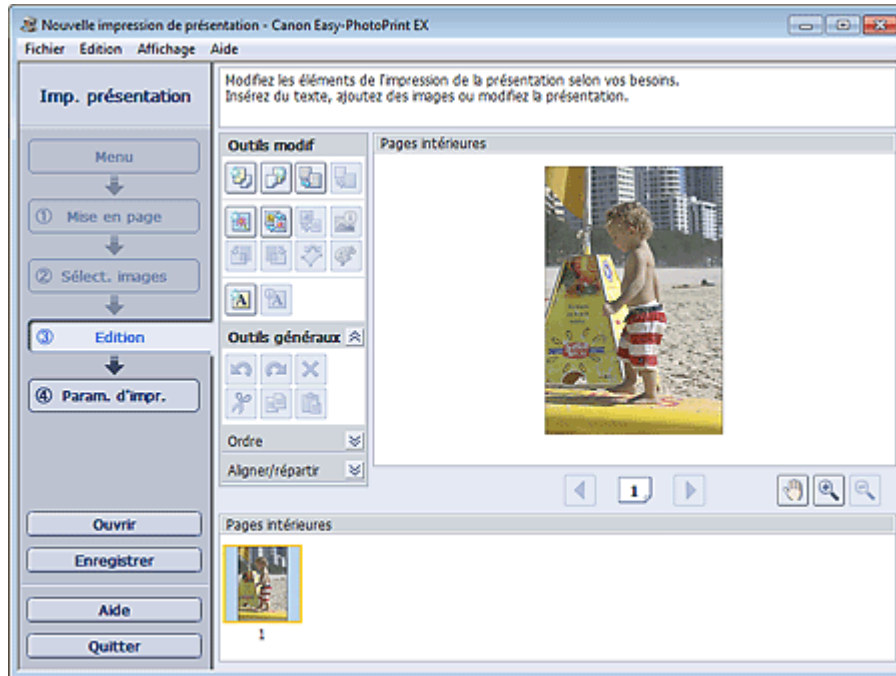 Nouvelle impression de présentation - Canon Easy-PhotoPrint EX
Fichier Edition Affichage Aide
Imp. présentation
Modifiez les éléments de l'impression de la présentation selon vos besoins.
Insérez du texte, ajoutez des images ou modifiez la présentation.
Menu
① Mise en page
② Sélect. images
③ Edition
④ Param. d'impr.
Ouvrir
Enregistrer
Aide
Quitter
Outils modif
A A
Outils généraux
Ordre
Aligner/répartir
Pages intérieures
1
Pages intérieures
1